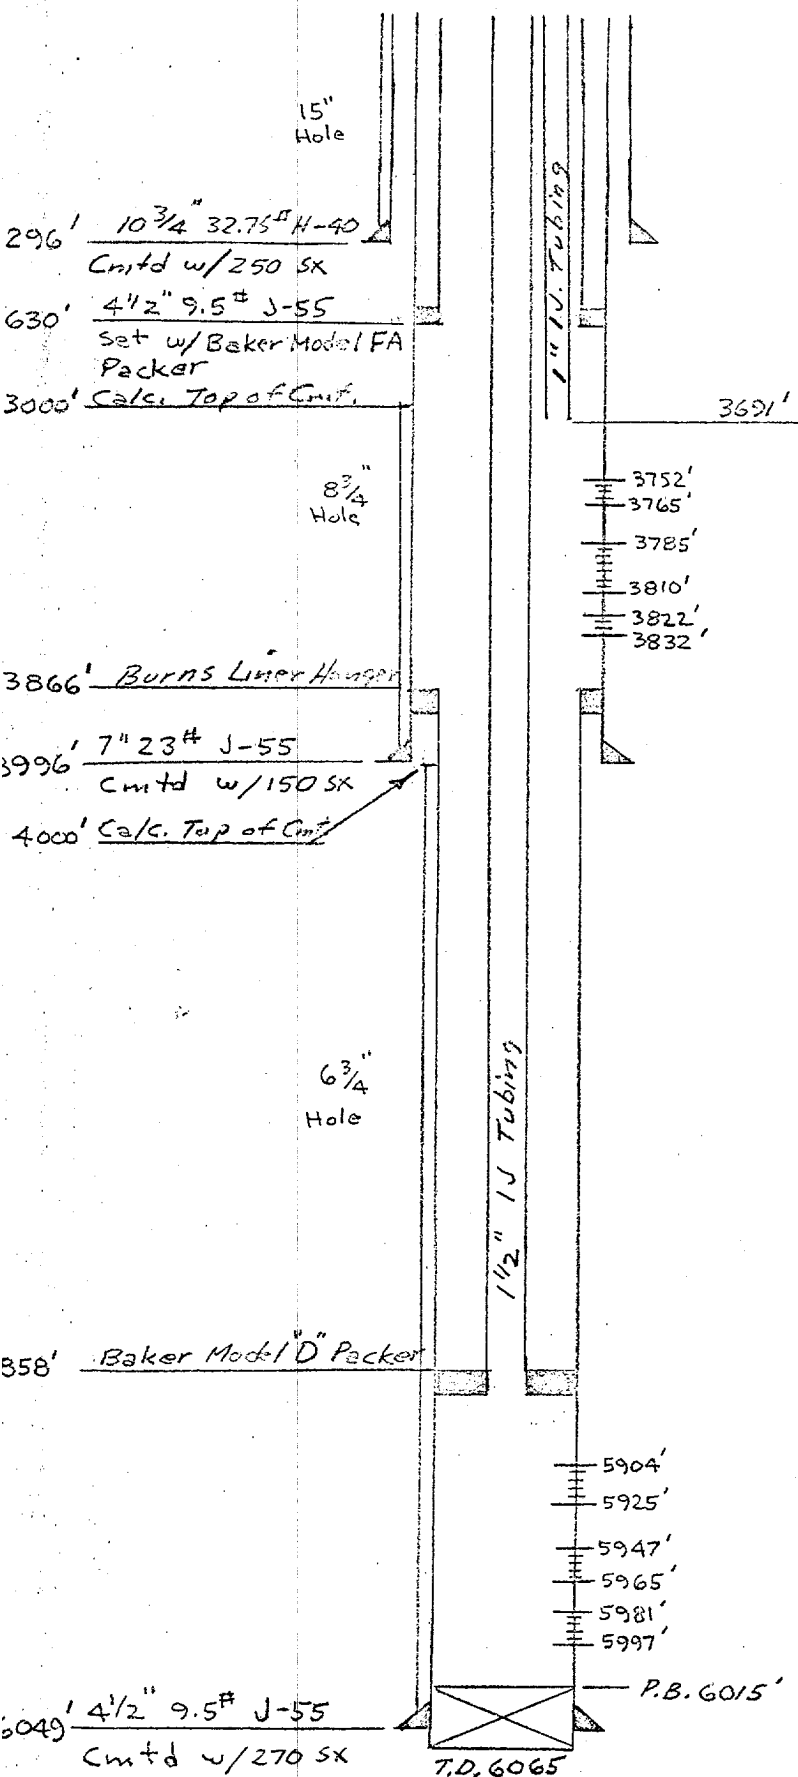 15"
Hole
296' 10 3/4" 32.75# H-40
Cmtd w/250 sx
1" IJ. Tubing
630' 4 1/2" 9.5# J-55
Set w/Baker Model FA
Packer
3000' Calc. Top of Cmt.
3691'
8 3/4"
Hole
3752'
3765'
3785'
3810'
3822'
3832'
3866' Burns Liner Hanger
3996' 7" 23# J-55
Cmtd w/150 sx
4000' Calc. Top of Cmt
6 3/4"
Hole
1 1/2" IJ Tubing
858' Baker Model "D" Packer
5904'
5925'
5947'
5965'
5981'
5997'
P.B. 6015'
6049' 4 1/2" 9.5# J-55
Cmtd w/270 sx
T.D. 6065